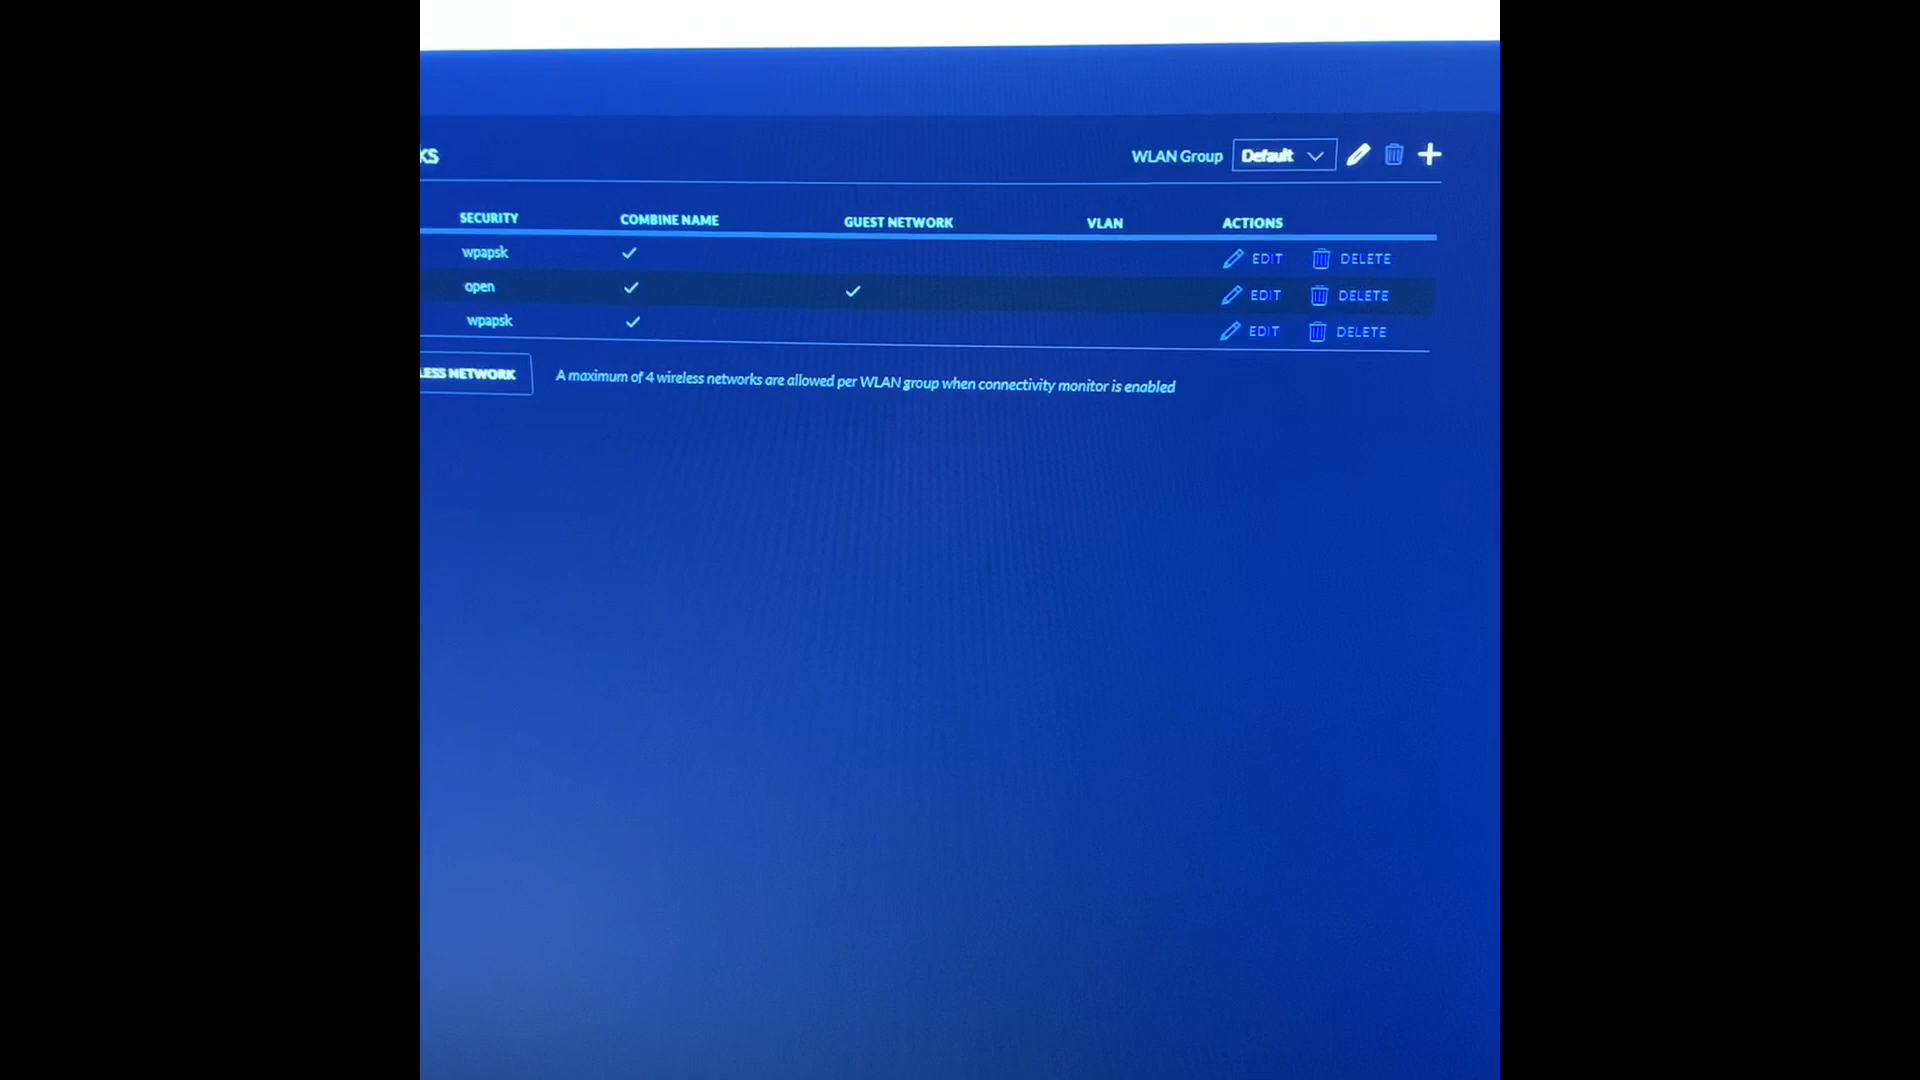 KS
WLAN Group Default
SECURITY COMBINE NAME GUEST NETWORK VLAN ACTIONS
wpapsk EDIT DELETE
open EDIT DELETE
wpapsk EDIT DELETE
LESS NETWORK A maximum of 4 wireless networks are allowed per WLAN group when connectivity monitor is enabled